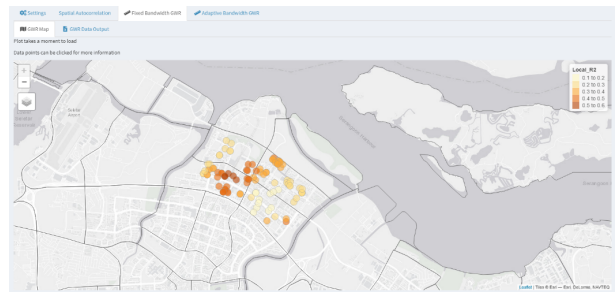 Settings Spatial Autocorrelation Fixed Bandwidth GWR Adaptive Bandwidth GWR
GWR Map GWR Data Output
Plot takes a moment to load
Data points can be clicked for more information
+
−
Local_R2
0.1 to 0.2
0.2 to 0.3
0.3 to 0.4
0.4 to 0.5
0.5 to 0.6
Leaflet | Tiles © Esri — Esri, DeLorme, NAVTEQ